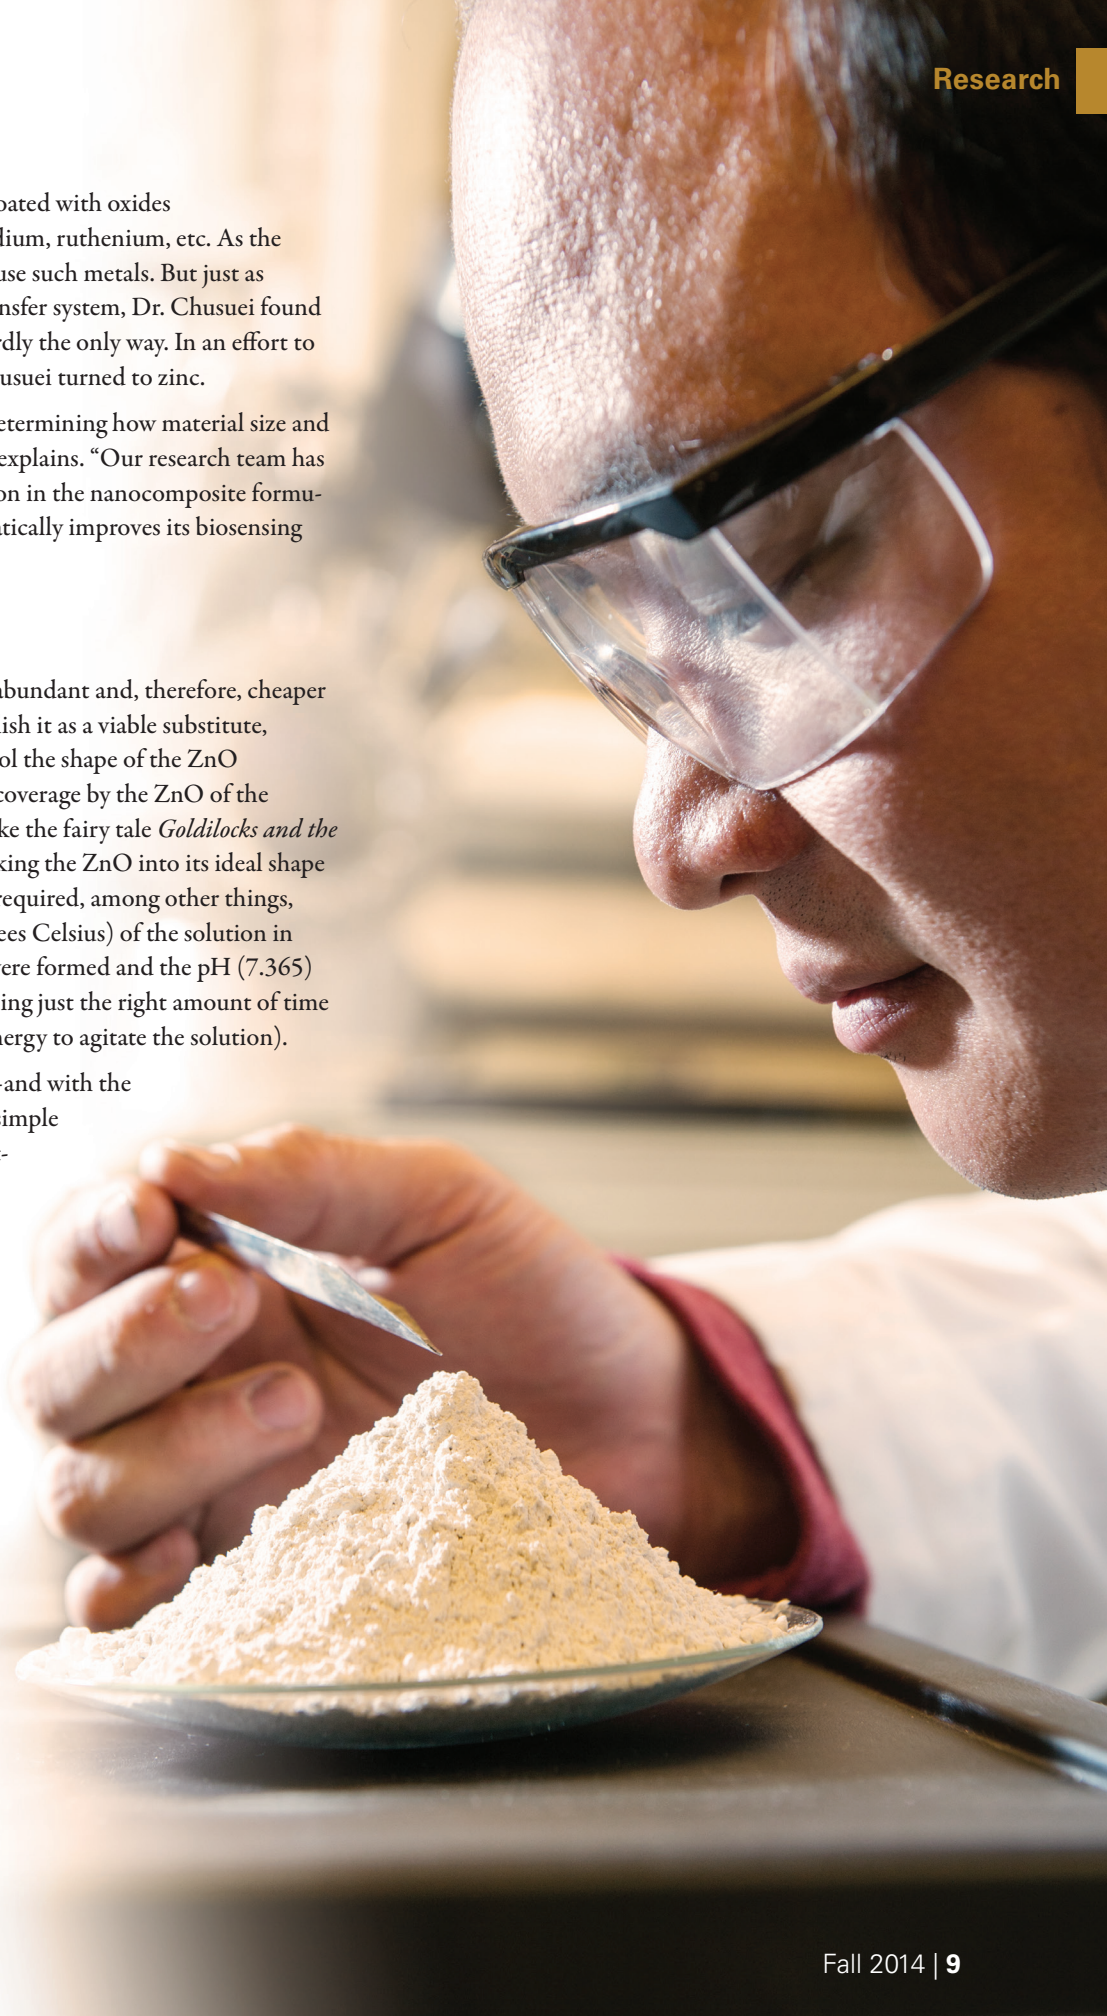 Research
oated with oxides
dium, ruthenium, etc. As the
use such metals. But just as
nsfer system, Dr. Chusuei found
rdly the only way. In an effort to
usuei turned to zinc.
etermining how material size and
explains. “Our research team has
on in the nanocomposite formu-
atically improves its biosensing
abundant and, therefore, cheaper
lish it as a viable substitute,
ol the shape of the ZnO
coverage by the ZnO of the
ke the fairy tale Goldilocks and the
king the ZnO into its ideal shape
required, among other things,
ees Celsius) of the solution in
were formed and the pH (7.365)
ing just the right amount of time
nergy to agitate the solution).
-and with the
simple
-
Fall 2014 | 9